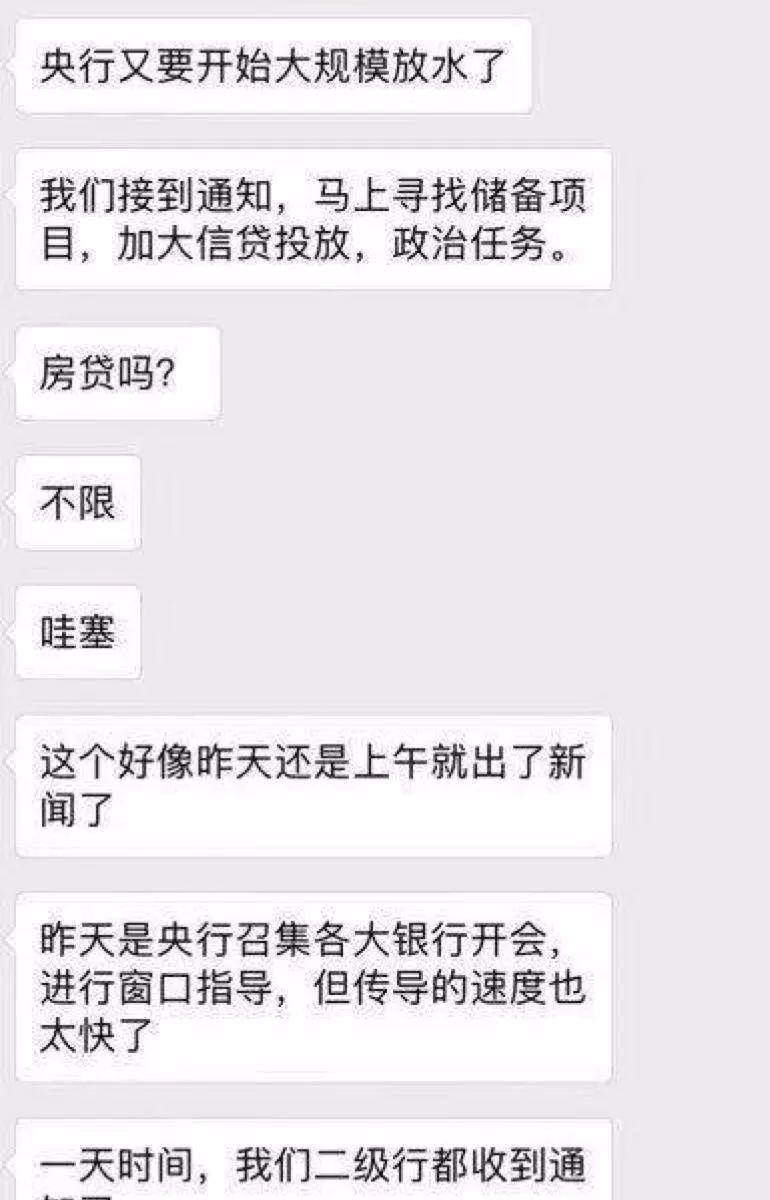 央行又要开始大规模放水了
我们接到通知，马上寻找储备项
目，加大信贷投放，政治任务。
房贷吗？
不限
哇塞
这个好像昨天还是上午就出了新
闻了
昨天是央行召集各大银行开会，
进行窗口指导，但传导的速度也
太快了
一天时间，我们二级行都收到通